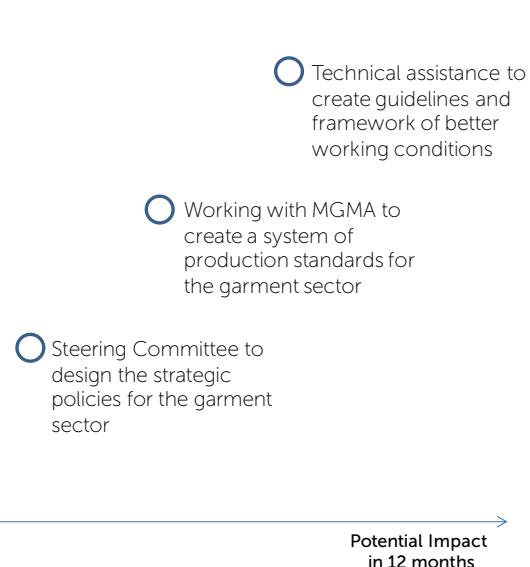 Technical assistance to
create guidelines and
framework of better
working conditions
Working with MGMA to
create a system of
production standards for
the garment sector
Steering Committee to
design the strategic
policies for the garment
sector
Potential Impact
in 12 months